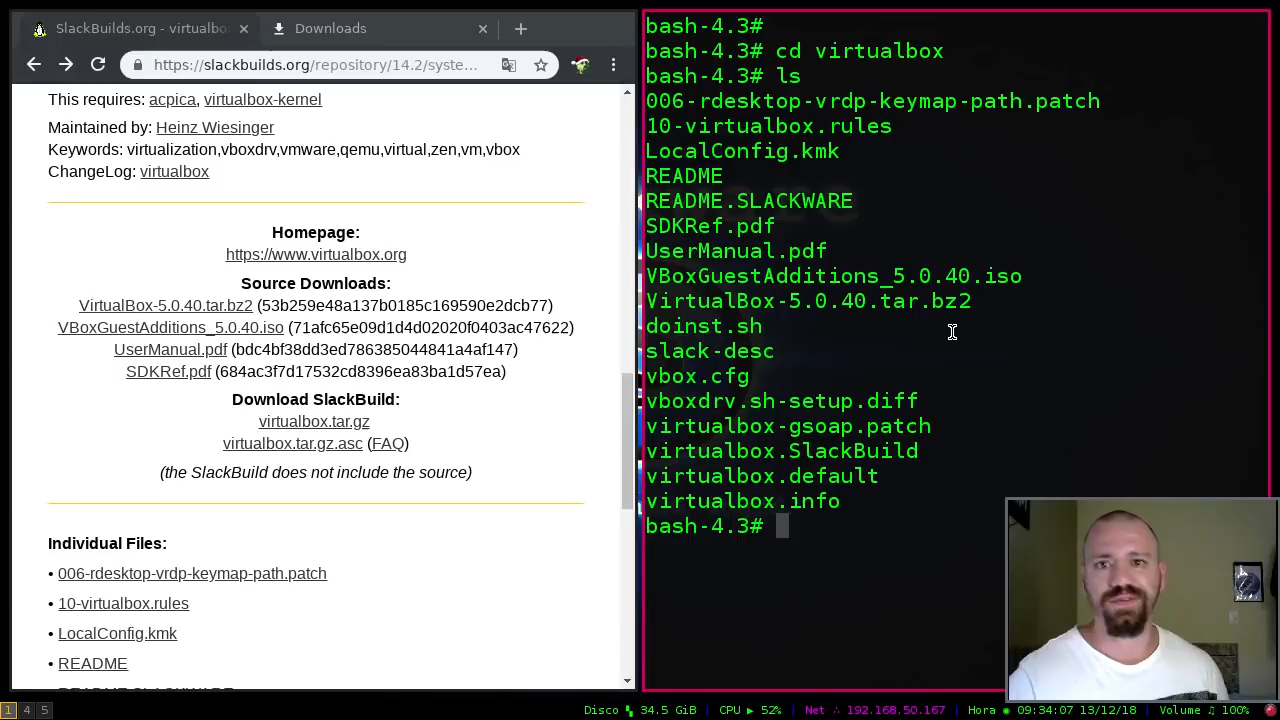 SlackBuilds.org - virtualbo
Downloads
https://slackbuilds.org/repository/14.2/syste…
This requires: acpica, virtualbox-kernel
Maintained by: Heinz Wiesinger
Keywords: virtualization,vboxdrv,vmware,qemu,virtual,zen,vm,vbox
ChangeLog: virtualbox
Homepage:
https://www.virtualbox.org
Source Downloads:
VirtualBox-5.0.40.tar.bz2 (53b259e48a137b0185c169590e2dcb77)
VBoxGuestAdditions_5.0.40.iso (71afc65e09d1d4d02020f0403ac47622)
UserManual.pdf (bdc4bf38dd3ed786385044841a4af147)
SDKRef.pdf (684ac3f7d17532cd8396ea83ba1d57ea)
Download SlackBuild:
virtualbox.tar.gz
virtualbox.tar.gz.asc (FAQ)
(the SlackBuild does not include the source)
Individual Files:
• 006-rdesktop-vrdp-keymap-path.patch
• 10-virtualbox.rules
• LocalConfig.kmk
• README
bash-4.3#
bash-4.3# cd virtualbox
bash-4.3# ls
006-rdesktop-vrdp-keymap-path.patch
10-virtualbox.rules
LocalConfig.kmk
README
README.SLACKWARE
SDKRef.pdf
UserManual.pdf
VBoxGuestAdditions_5.0.40.iso
VirtualBox-5.0.40.tar.bz2
doinst.sh
slack-desc
vbox.cfg
vboxdrv.sh-setup.diff
virtualbox-gsoap.patch
virtualbox.SlackBuild
virtualbox.default
virtualbox.info
bash-4.3#
1 4 5
Disco 34.5 GiB | CPU ▶ 52% | Net 192.168.50.167 | Hora ◉ 09:34:07 13/12/18 | Volume ♫ 100%